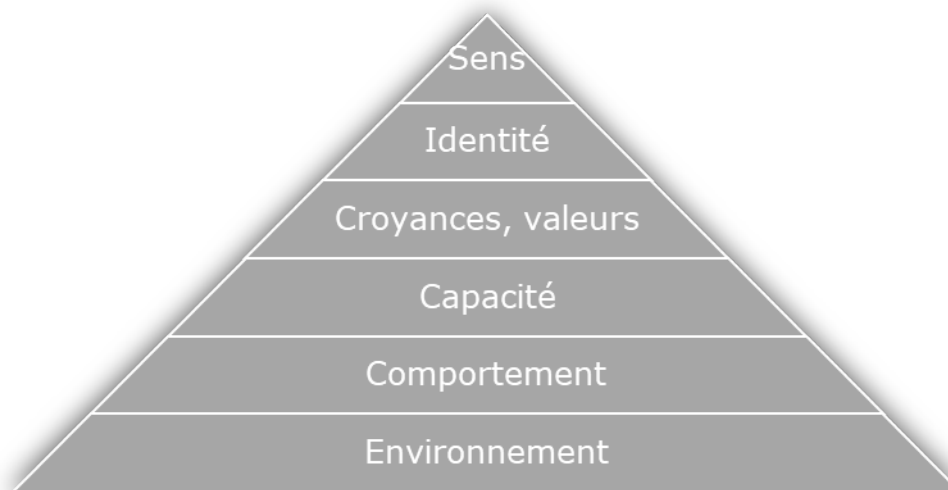 Sens
Identité
Croyances, valeurs
Capacité
Comportement
Environnement